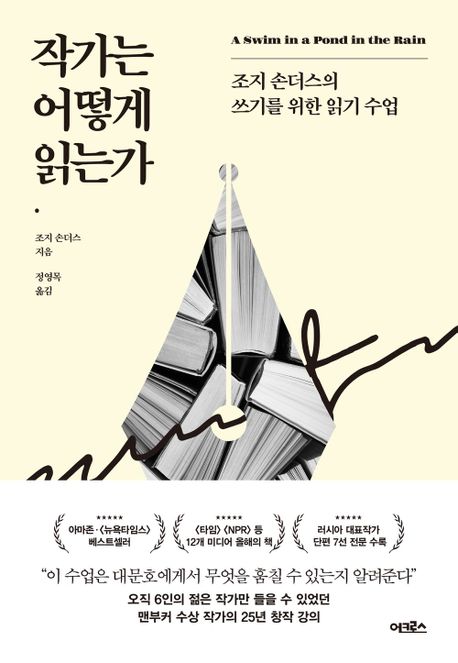 작가는
어떻게
읽는가
A Swim in a Pond in the Rain
조지 손더스의
쓰기를 위한 읽기 수업
조지 손더스
지음
정영목
옮김
★★★★★
아마존·〈뉴욕타임스〉
베스트셀러
★★★★★
〈타임〉 〈NPR〉 등
12개 미디어 올해의 책
★★★★★
러시아 대표작가
단편 7선 전문 수록
“이 수업은 대문호에게서 무엇을 훔칠 수 있는지 알려준다”
오직 6인의 젊은 작가만 들을 수 있었던
맨부커 수상 작가의 25년 창작 강의
어크로스